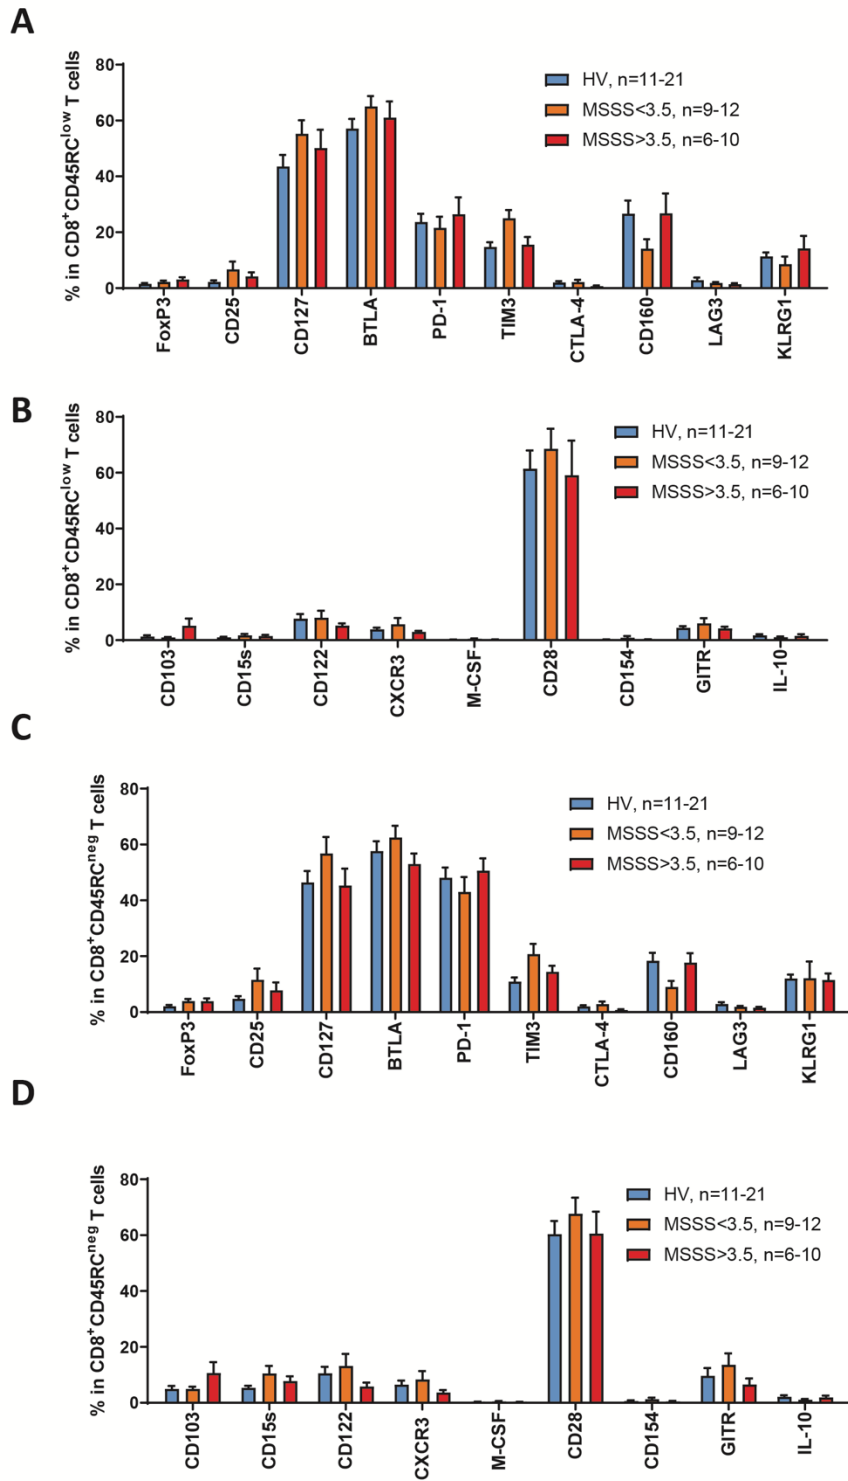 A
% in CD8⁺CD45RCˡᵒʷ T cells
80
60
40
20
0
HV, n=11-21
MSSS<3.5, n=9-12
MSSS>3.5, n=6-10
FoxP3
CD25
CD127
BTLA
PD-1
TIM3
CTLA-4
CD160
LAG3
KLRG1
B
% in CD8⁺CD45RCˡᵒʷ T cells
80
60
40
20
0
HV, n=11-21
MSSS<3.5, n=9-12
MSSS>3.5, n=6-10
CD103
CD15s
CD122
CXCR3
M-CSF
CD28
CD154
GITR
IL-10
C
% in CD8⁺CD45RCⁿᵉᵍ T cells
80
60
40
20
0
HV, n=11-21
MSSS<3.5, n=9-12
MSSS>3.5, n=6-10
FoxP3
CD25
CD127
BTLA
PD-1
TIM3
CTLA-4
CD160
LAG3
KLRG1
D
% in CD8⁺CD45RCⁿᵉᵍ T cells
80
60
40
20
0
HV, n=11-21
MSSS<3.5, n=9-12
MSSS>3.5, n=6-10
CD103
CD15s
CD122
CXCR3
M-CSF
CD28
CD154
GITR
IL-10